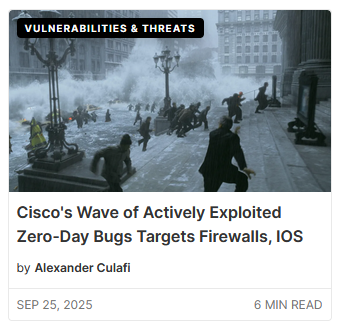 VULNERABILITIES & THREATS
Cisco's Wave of Actively Exploited
Zero-Day Bugs Targets Firewalls, IOS
by Alexander Culafi
SEP 25, 2025
6 MIN READ